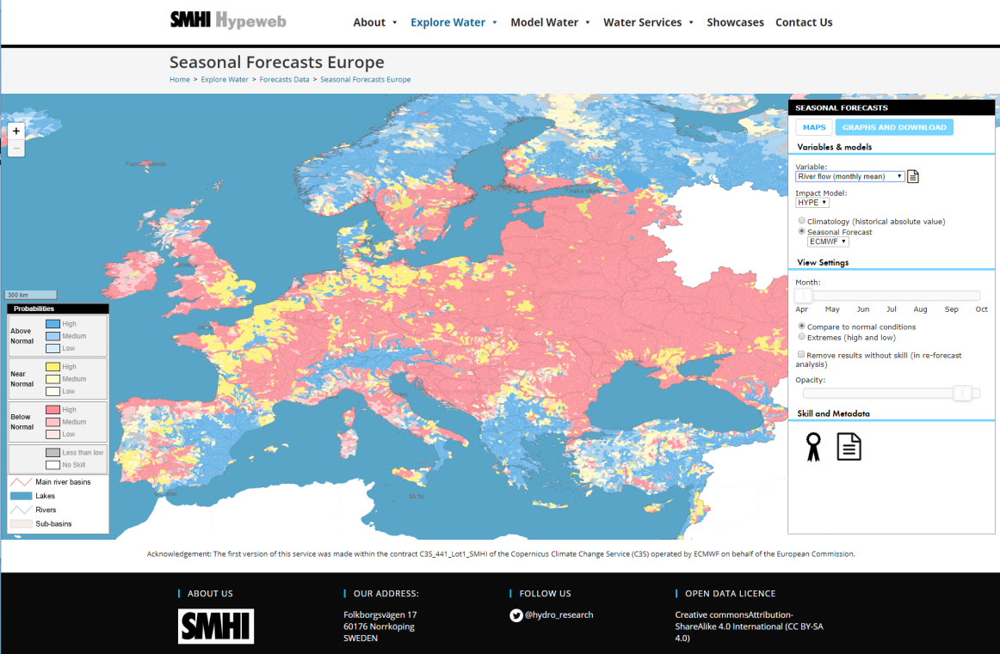 SMHI Hypeweb
About
Explore Water
Model Water
Water Services
Showcases
Contact Us
Seasonal Forecasts Europe
Home > Explore Water > Forecasts Data > Seasonal Forecasts Europe
+
−
300 km
Probabilities
Above Normal
High
Medium
Low
Near Normal
High
Medium
Low
Below Normal
High
Medium
Low
Less than low
No Skill
Main river basins
Lakes
Rivers
Sub-basins
SEASONAL FORECASTS
MAPS
GRAPHS AND DOWNLOAD
Variables & models
Variable:
River flow (monthly mean)
Impact Model:
HYPE
Climatology (historical absolute value)
Seasonal Forecast
ECMWF
View Settings
Month:
Apr May Jun Jul Aug Sep Oct
Compare to normal conditions
Extremes (high and low)
Remove results without skill (in re-forecast
analysis)
Opacity:
Skill and Metadata
Acknowledgement: The first version of this service was made within the contract C3S_441_Lot1_SMHI of the Copernicus Climate Change Service (C3S) operated by ECMWF on behalf of the European Commission.
ABOUT US
SMHI
OUR ADDRESS:
Folkborgsvägen 17
60176 Norrköping
SWEDEN
FOLLOW US
@hydro_research
OPEN DATA LICENCE
Creative commonsAttribution-
ShareAlike 4.0 International (CC BY-SA
4.0)